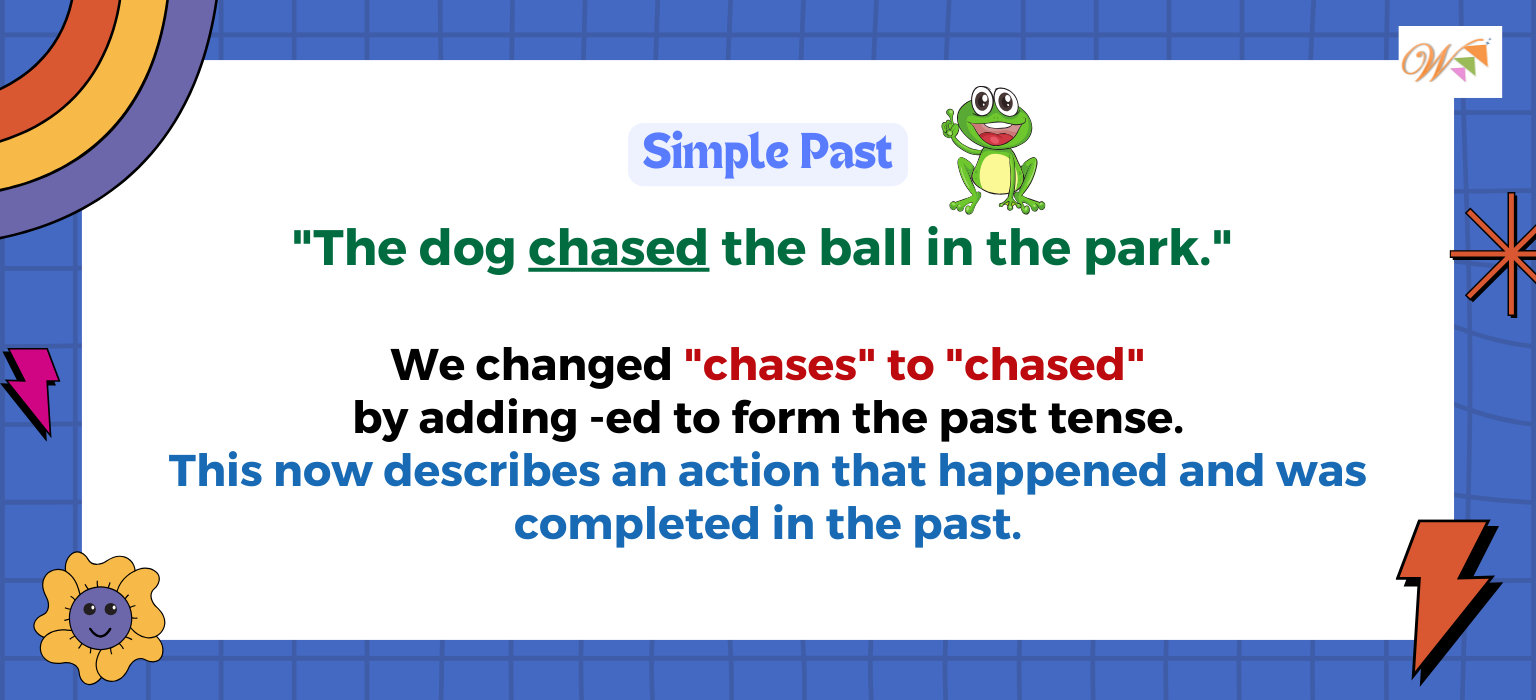 W
Simple Past
"The dog chased the ball in the park."
We changed "chases" to "chased"
by adding -ed to form the past tense.
This now describes an action that happened and was
completed in the past.